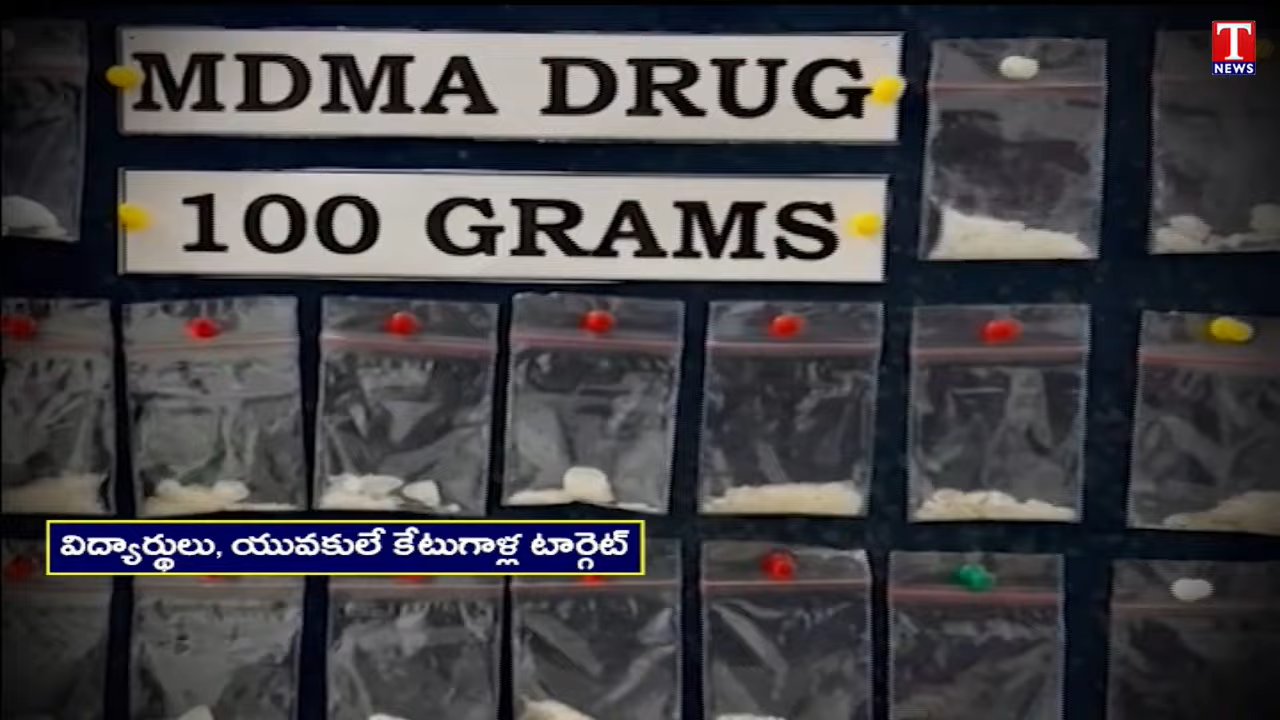 MDMA DRUG
100 GRAMS
T
NEWS
విద్యార్థులు, యువకులే కేటుగాళ్ల టార్గెట్